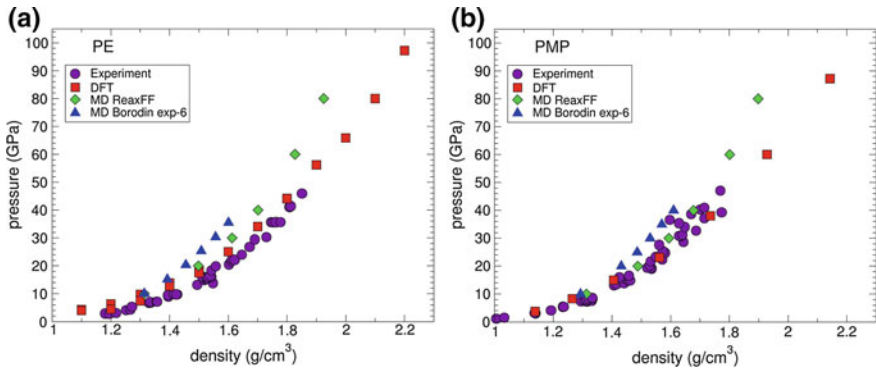 (a)
PE
Experiment
DFT
MD ReaxFF
MD Borodin exp-6
pressure (GPa)
100
90
80
70
60
50
40
30
20
10
0
1 1.2 1.4 1.6 1.8 2 2.2
density (g/cm³)
(b)
PMP
Experiment
DFT
MD ReaxFF
MD Borodin exp-6
pressure (GPa)
100
90
80
70
60
50
40
30
20
10
0
1 1.2 1.4 1.6 1.8 2 2.2
density (g/cm³)